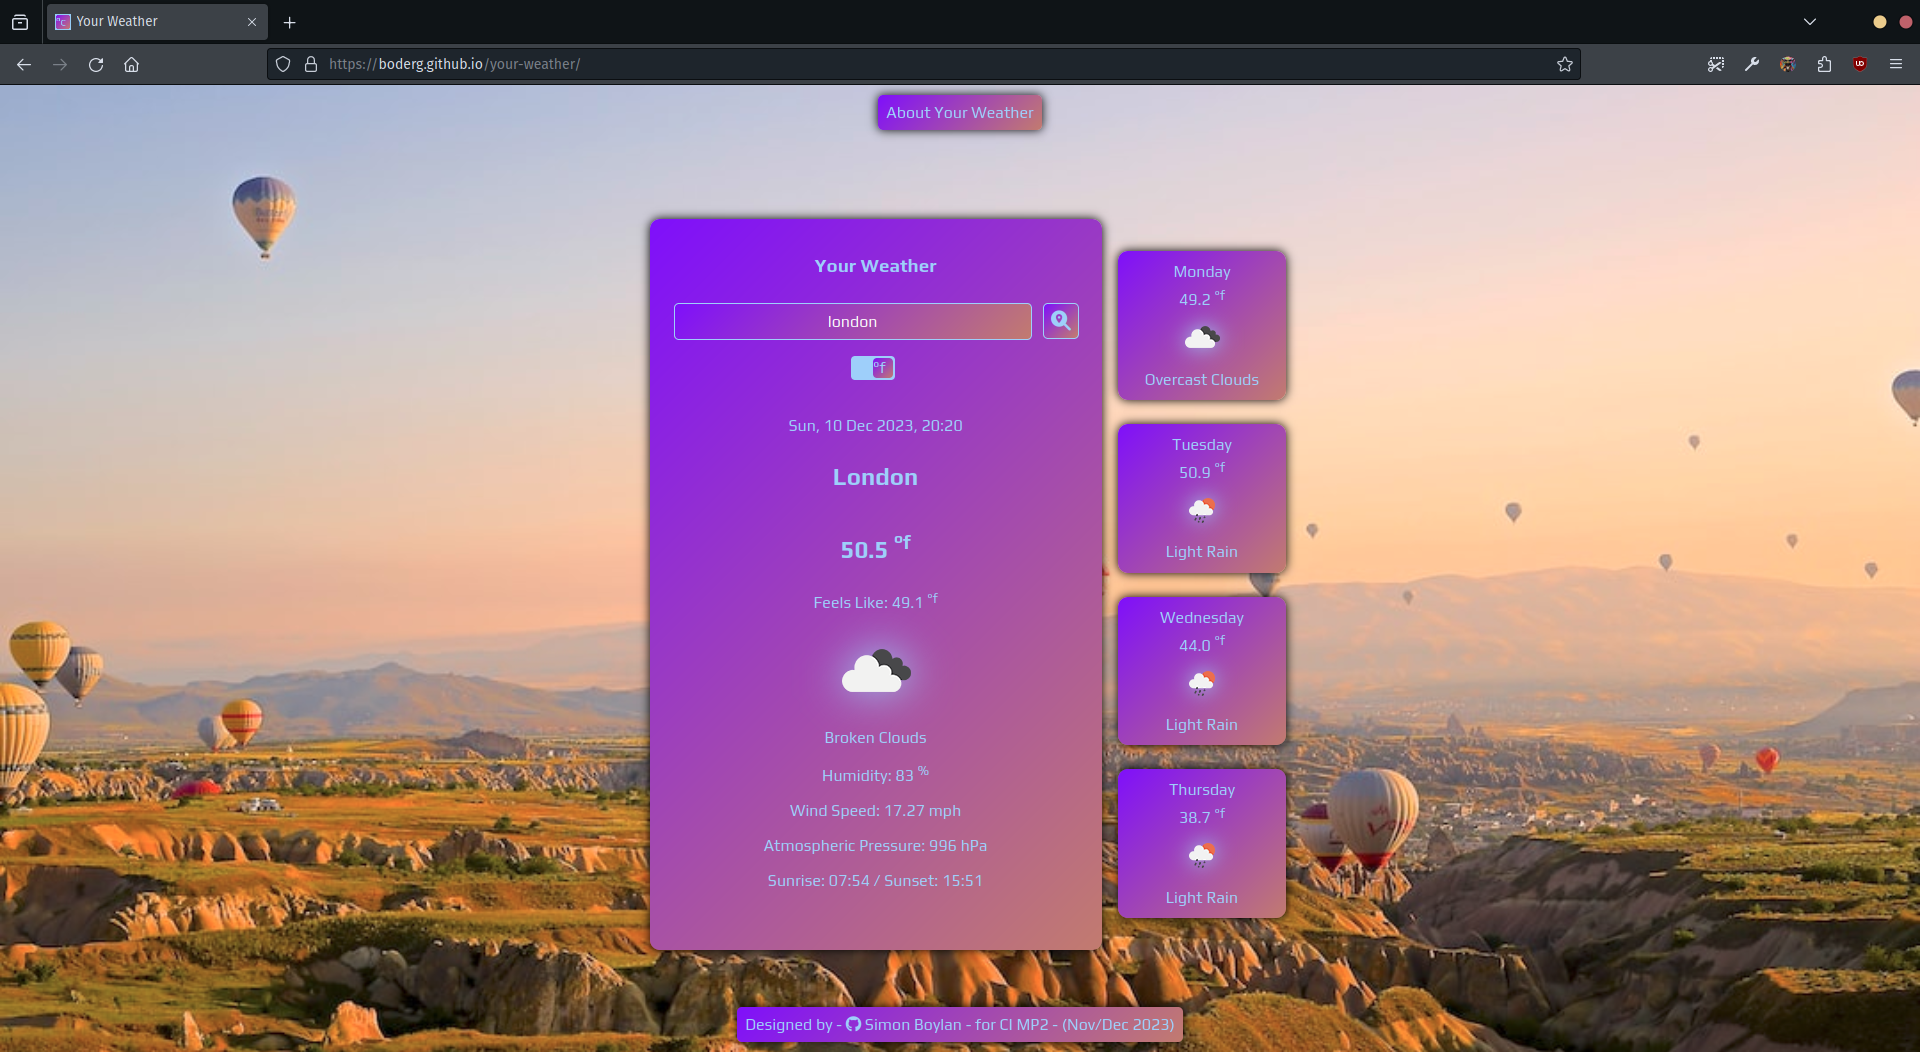 °C Your Weather
https://boderg.github.io/your-weather/
About Your Weather
Your Weather
london
°f
Sun, 10 Dec 2023, 20:20
London
50.5 °f
Feels Like: 49.1 °f
Broken Clouds
Humidity: 83 %
Wind Speed: 17.27 mph
Atmospheric Pressure: 996 hPa
Sunrise: 07:54 / Sunset: 15:51
Monday
49.2 °f
Overcast Clouds
Tuesday
50.9 °f
Light Rain
Wednesday
44.0 °f
Light Rain
Thursday
38.7 °f
Light Rain
Designed by - Simon Boylan - for CI MP2 - (Nov/Dec 2023)